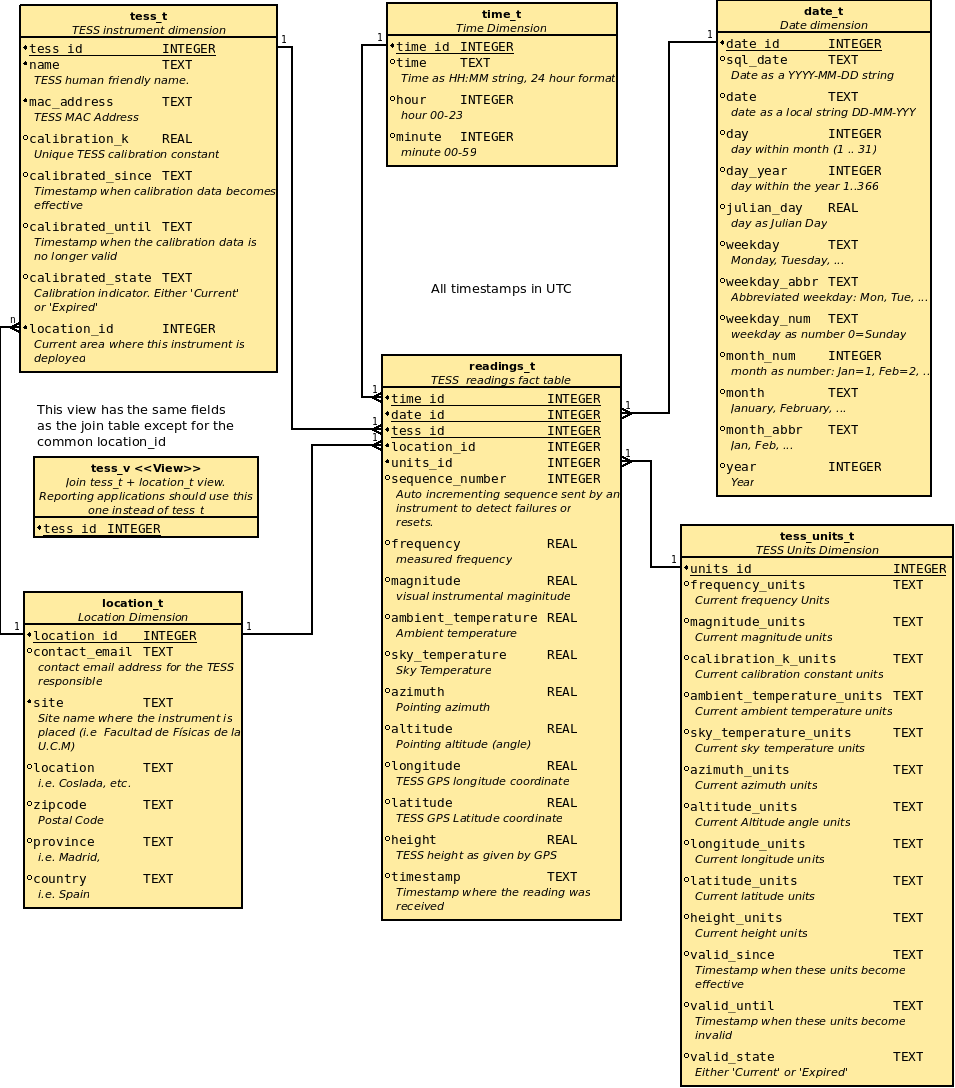 tess_t
TESS instrument dimension
tess_id INTEGER
name TEXT
TESS human friendly name.
mac_address TEXT
TESS MAC Address
calibration_k REAL
Unique TESS calibration constant
calibrated_since TEXT
Timestamp when calibration data becomes
effective
calibrated_until TEXT
Timestamp when the calibration data is
no longer valid
calibrated_state TEXT
Calibration indicator. Either 'Current'
or 'Expired'
location_id INTEGER
Current area where this instrument is
deployed
1
n
time_t
Time Dimension
time_id INTEGER
time TEXT
Time as HH:MM string, 24 hour format
hour INTEGER
hour 00-23
minute INTEGER
minute 00-59
1
date_t
Date dimension
date_id INTEGER
sql_date TEXT
Date as a YYYY-MM-DD string
date TEXT
date as a local string DD-MM-YYY
day INTEGER
day within month (1 .. 31)
day_year INTEGER
day within the year 1..366
julian_day REAL
day as Julian Day
weekday TEXT
Monday, Tuesday, ...
weekday_abbr TEXT
Abbreviated weekday: Mon, Tue, ...
weekday_num TEXT
weekday as number 0=Sunday
month_num INTEGER
month as number: Jan=1, Feb=2, ..
month TEXT
January, February, ...
month_abbr TEXT
Jan, Feb, ...
year INTEGER
Year
1
All timestamps in UTC
This view has the same fields
as the join table except for the
common location_id
tess_v <<View>>
Join tess_t + location_t view.
Reporting applications should use this
one instead of tess_t
tess_id INTEGER
location_t
Location Dimension
location_id INTEGER
contact_email TEXT
contact email address for the TESS
responsible
site TEXT
Site name where the instrument is
placed (i.e Facultad de Físicas de la
U.C.M)
location TEXT
i.e. Coslada, etc.
zipcode TEXT
Postal Code
province TEXT
i.e. Madrid,
country TEXT
i.e. Spain
1
1
readings_t
TESS readings fact table
time_id INTEGER
date_id INTEGER
tess_id INTEGER
location_id INTEGER
units_id INTEGER
sequence_number INTEGER
Auto incrementing sequence sent by an
instrument to detect failures or
resets.
frequency REAL
measured frequency
magnitude REAL
visual instrumental maginitude
ambient_temperature REAL
Ambient temperature
sky_temperature REAL
Sky Temperature
azimuth REAL
Pointing azimuth
altitude REAL
Pointing altitude (angle)
longitude REAL
TESS GPS longitude coordinate
latitude REAL
TESS GPS Latitude coordinate
height REAL
TESS height as given by GPS
timestamp TEXT
Timestamp where the reading was
received
1
1
1
1
1
tess_units_t
TESS Units Dimension
units_id INTEGER
frequency_units TEXT
Current frequency Units
magnitude_units TEXT
Current magnitude units
calibration_k_units TEXT
Current calibration constant units
ambient_temperature_units TEXT
Current ambient temperature units
sky_temperature_units TEXT
Current sky temperature units
azimuth_units TEXT
Current azimuth units
altitude_units TEXT
Current Altitude angle units
longitude_units TEXT
Current longitude units
latitude_units TEXT
Current latitude units
height_units TEXT
Current height units
valid_since TEXT
Timestamp when these units become
effective
valid_until TEXT
Timestamp when these units become
invalid
valid_state TEXT
Either 'Current' or 'Expired'
1